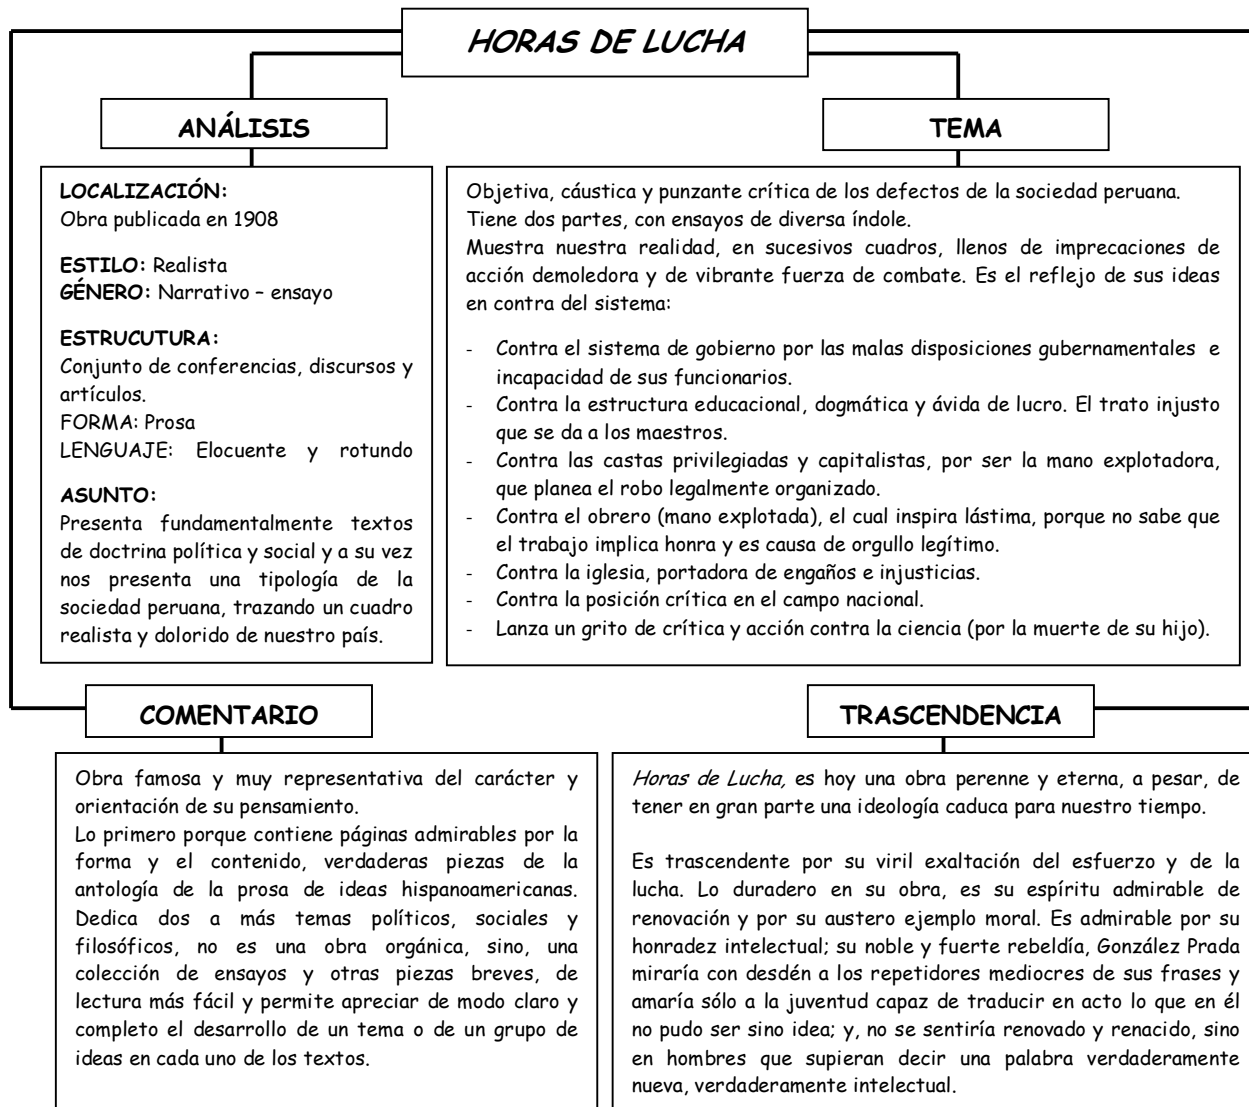 HORAS DE LUCHA
ANÁLISIS
LOCALIZACIÓN:
Obra publicada en 1908
ESTILO: Realista
GÉNERO: Narrativo – ensayo
ESTRUCUTURA:
Conjunto de conferencias, discursos y
artículos.
FORMA: Prosa
LENGUAJE: Elocuente y rotundo
ASUNTO:
Presenta fundamentalmente textos
de doctrina política y social y a su vez
nos presenta una tipología de la
sociedad peruana, trazando un cuadro
realista y dolorido de nuestro país.
TEMA
Objetiva, cáustica y punzante crítica de los defectos de la sociedad peruana.
Tiene dos partes, con ensayos de diversa índole.
Muestra nuestra realidad, en sucesivos cuadros, llenos de imprecaciones de
acción demoledora y de vibrante fuerza de combate. Es el reflejo de sus ideas
en contra del sistema:
- Contra el sistema de gobierno por las malas disposiciones gubernamentales e
incapacidad de sus funcionarios.
- Contra la estructura educacional, dogmática y ávida de lucro. El trato injusto
que se da a los maestros.
- Contra las castas privilegiadas y capitalistas, por ser la mano explotadora,
que planea el robo legalmente organizado.
- Contra el obrero (mano explotada), el cual inspira lástima, porque no sabe que
el trabajo implica honra y es causa de orgullo legítimo.
- Contra la iglesia, portadora de engaños e injusticias.
- Contra la posición crítica en el campo nacional.
- Lanza un grito de crítica y acción contra la ciencia (por la muerte de su hijo).
COMENTARIO
Obra famosa y muy representativa del carácter y
orientación de su pensamiento.
Lo primero porque contiene páginas admirables por la
forma y el contenido, verdaderas piezas de la
antología de la prosa de ideas hispanoamericanas.
Dedica dos a más temas políticos, sociales y
filosóficos, no es una obra orgánica, sino, una
colección de ensayos y otras piezas breves, de
lectura más fácil y permite apreciar de modo claro y
completo el desarrollo de un tema o de un grupo de
ideas en cada uno de los textos.
TRASCENDENCIA
Horas de Lucha, es hoy una obra perenne y eterna, a pesar, de
tener en gran parte una ideología caduca para nuestro tiempo.
Es trascendente por su viril exaltación del esfuerzo y de la
lucha. Lo duradero en su obra, es su espíritu admirable de
renovación y por su austero ejemplo moral. Es admirable por su
honradez intelectual; su noble y fuerte rebeldía, González Prada
miraría con desdén a los repetidores mediocres de sus frases y
amaría sólo a la juventud capaz de traducir en acto lo que en él
no pudo ser sino idea; y, no se sentiría renovado y renacido, sino
en hombres que supieran decir una palabra verdaderamente
nueva, verdaderamente intelectual.